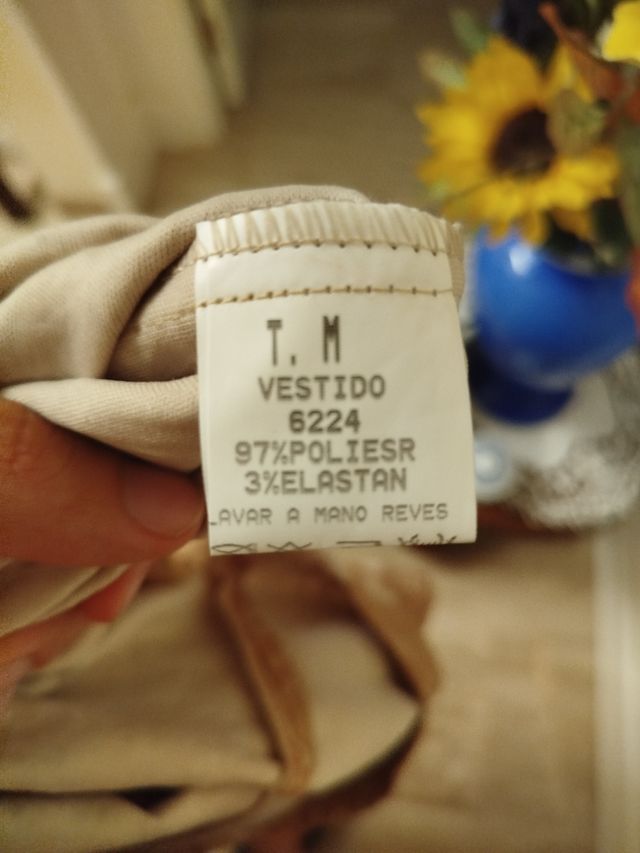 T. M
VESTIDO
6224
97%POLIESR
3%ELASTAN
LAVAR A MANO REVES